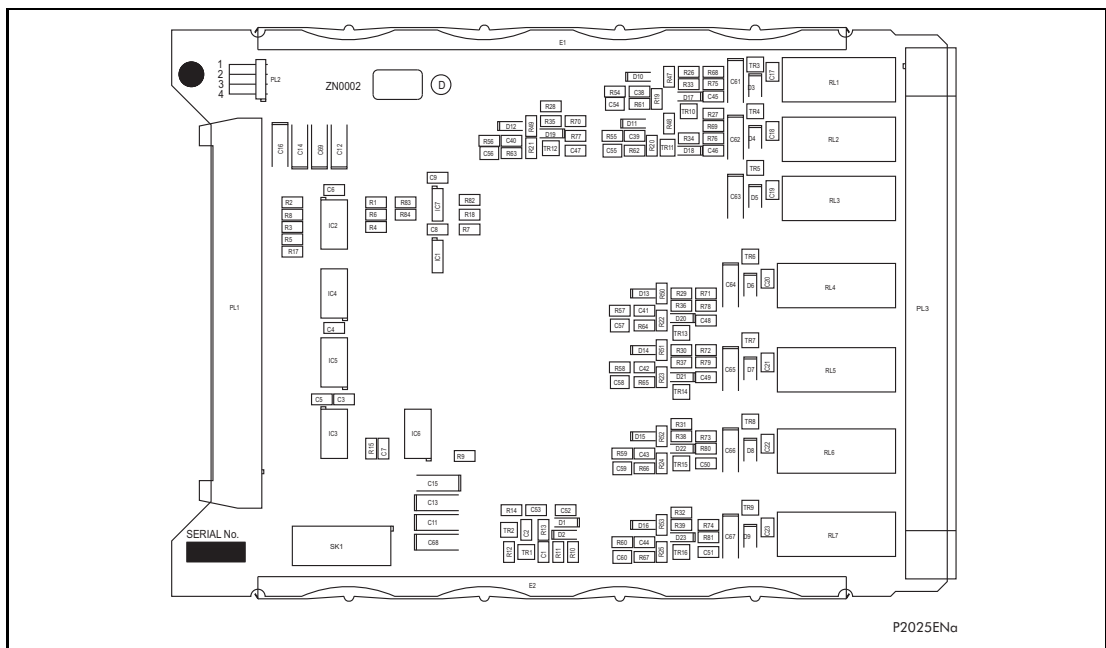 E1
1
2
3
4
PL2
ZN0002
D
D10
R47
R26
R68
C61
TR3
D3
C17
RL1
R33
R75
R54
C38
R19
D17
C45
C54
R61
TR10
R28
TR4
R27
D12
R49
R35
R70
D11
R48
R69
C62
D4
C18
RL2
D19
R77
R56
C40
R21
R55
C39
R20
TR11
R34
R76
C56
R63
TR12
C47
C55
R62
D18
C46
C16
C14
C69
C12
TR5
C63
D5
C19
RL3
C9
C6
R2
R1
R83
IC7
R82
R8
R6
R84
R18
R3
IC2
R4
C8
R7
R5
R17
IC1
TR6
C64
D6
C20
RL4
D13
R50
R29
R71
IC4
R36
R78
R57
C41
R22
D20
C48
C57
R64
TR13
PL1
PL3
C4
TR7
D14
R51
R30
R72
C65
D7
C21
RL5
IC5
R37
R79
R58
C42
R23
D21
C49
C58
R65
TR14
C5
C3
IC3
IC6
R15
C7
R9
TR8
R31
D15
R52
R38
R73
C66
D8
C22
RL6
R59
C43
R24
D22
R80
C59
R66
TR15
C50
C15
C13
C11
C68
R14
C53
C52
TR9
R32
TR2
C2
R13
D1
D16
R53
R39
R74
C67
D9
C23
RL7
D2
R60
C44
R25
D23
R81
R12
TR1
C1
R11
R10
C60
R67
TR16
C51
SERIAL No.
SK1
E2
P2025ENa